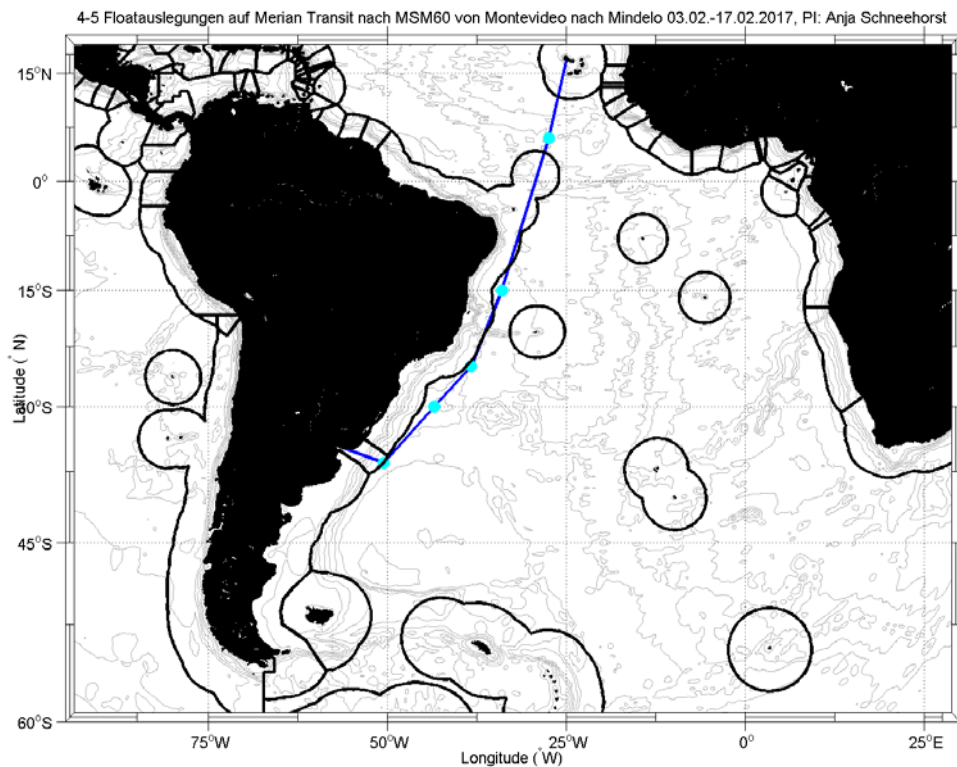 4-5 Floatauslegungen auf Merian Transit nach MSM60 von Montevideo nach Mindelo 03.02.-17.02.2017, PI: Anja Schneehorst
15°N
0°
15°S
30°S
45°S
60°S
Latitude (°N)
75°W
50°W
25°W
0°
25°E
Longitude (°W)